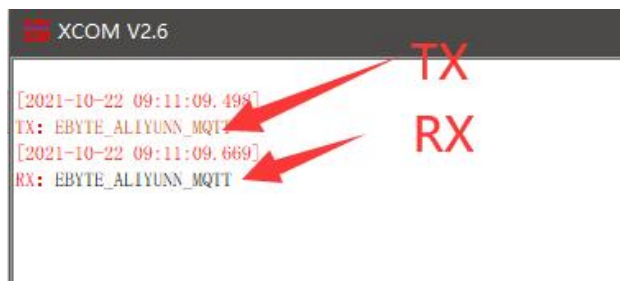 XCOM V2.6
TX
[2021-10-22 09:11:09.498]
TX: EBYTE_ALIYUNN_MQTT
RX
[2021-10-22 09:11:09.669]
RX: EBYTE_ALIYUNN_MQTT